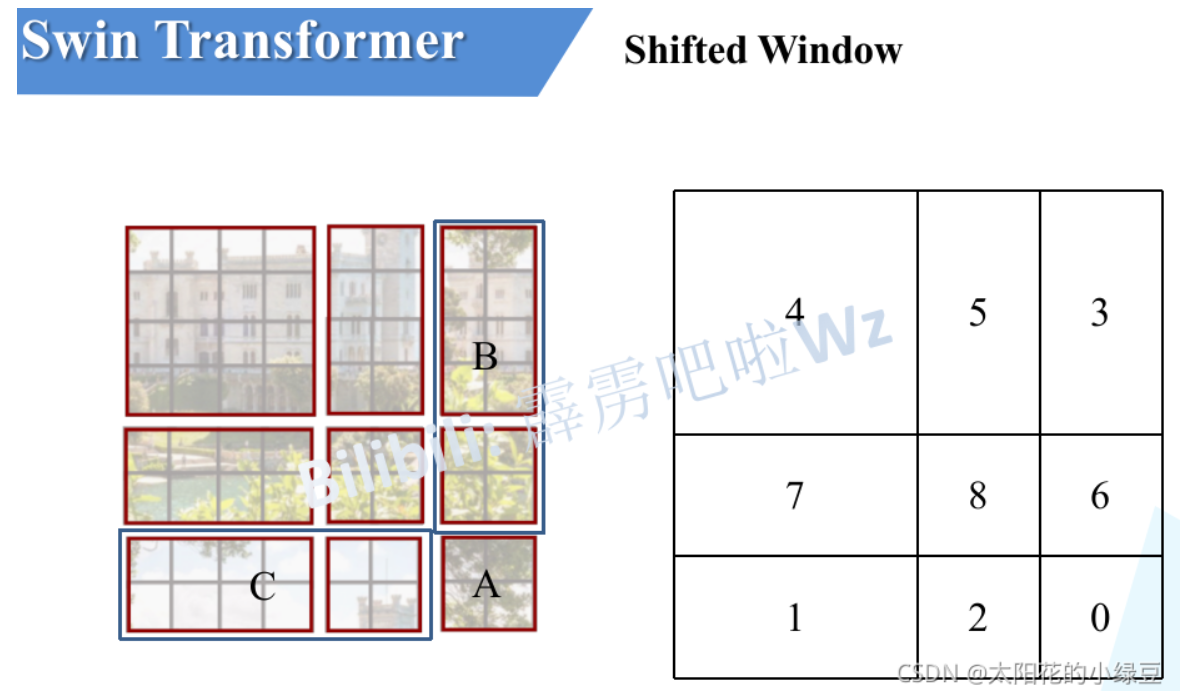 Swin Transformer
Shifted Window
4 5 3
B
Bilibili: 霹雳吧啦Wz
7 8 6
C
A
1 2 0
CSDN @太阳花的小绿豆